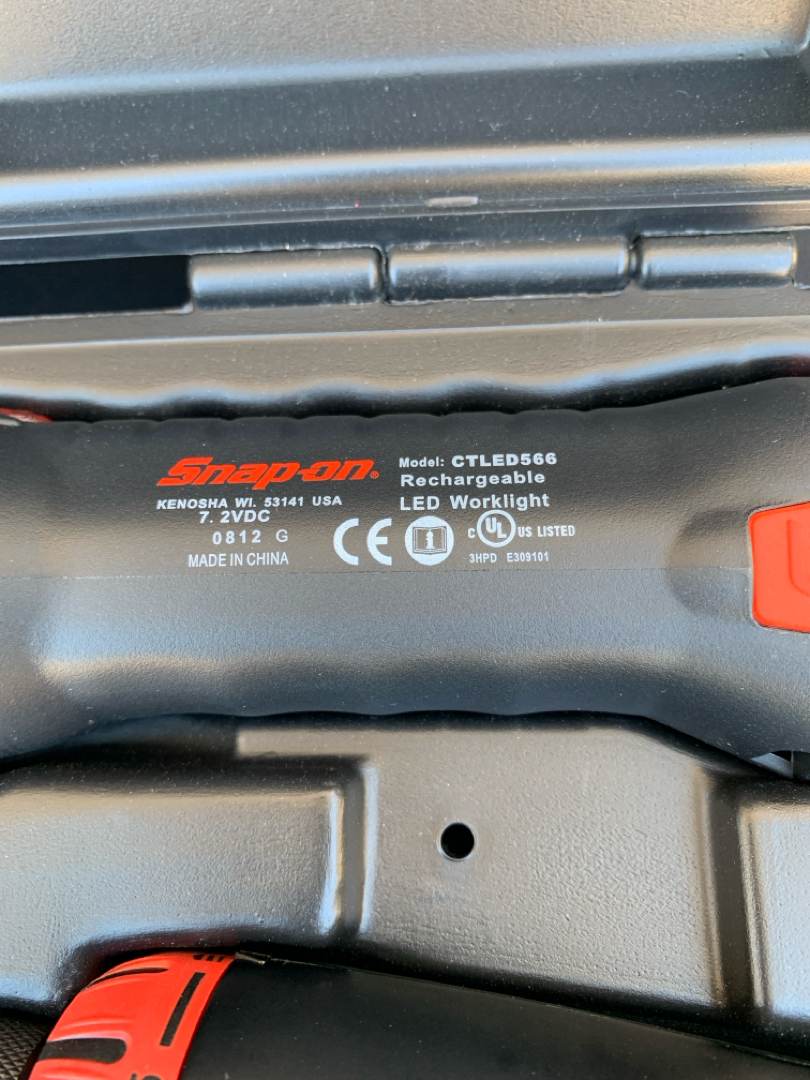 Snap-on®
KENOSHA WI. 53141 USA
7. 2VDC
0812 G
MADE IN CHINA
Model: CTLED566
Rechargeable
LED Worklight
CE
i
C UL US LISTED
3HPD E309101